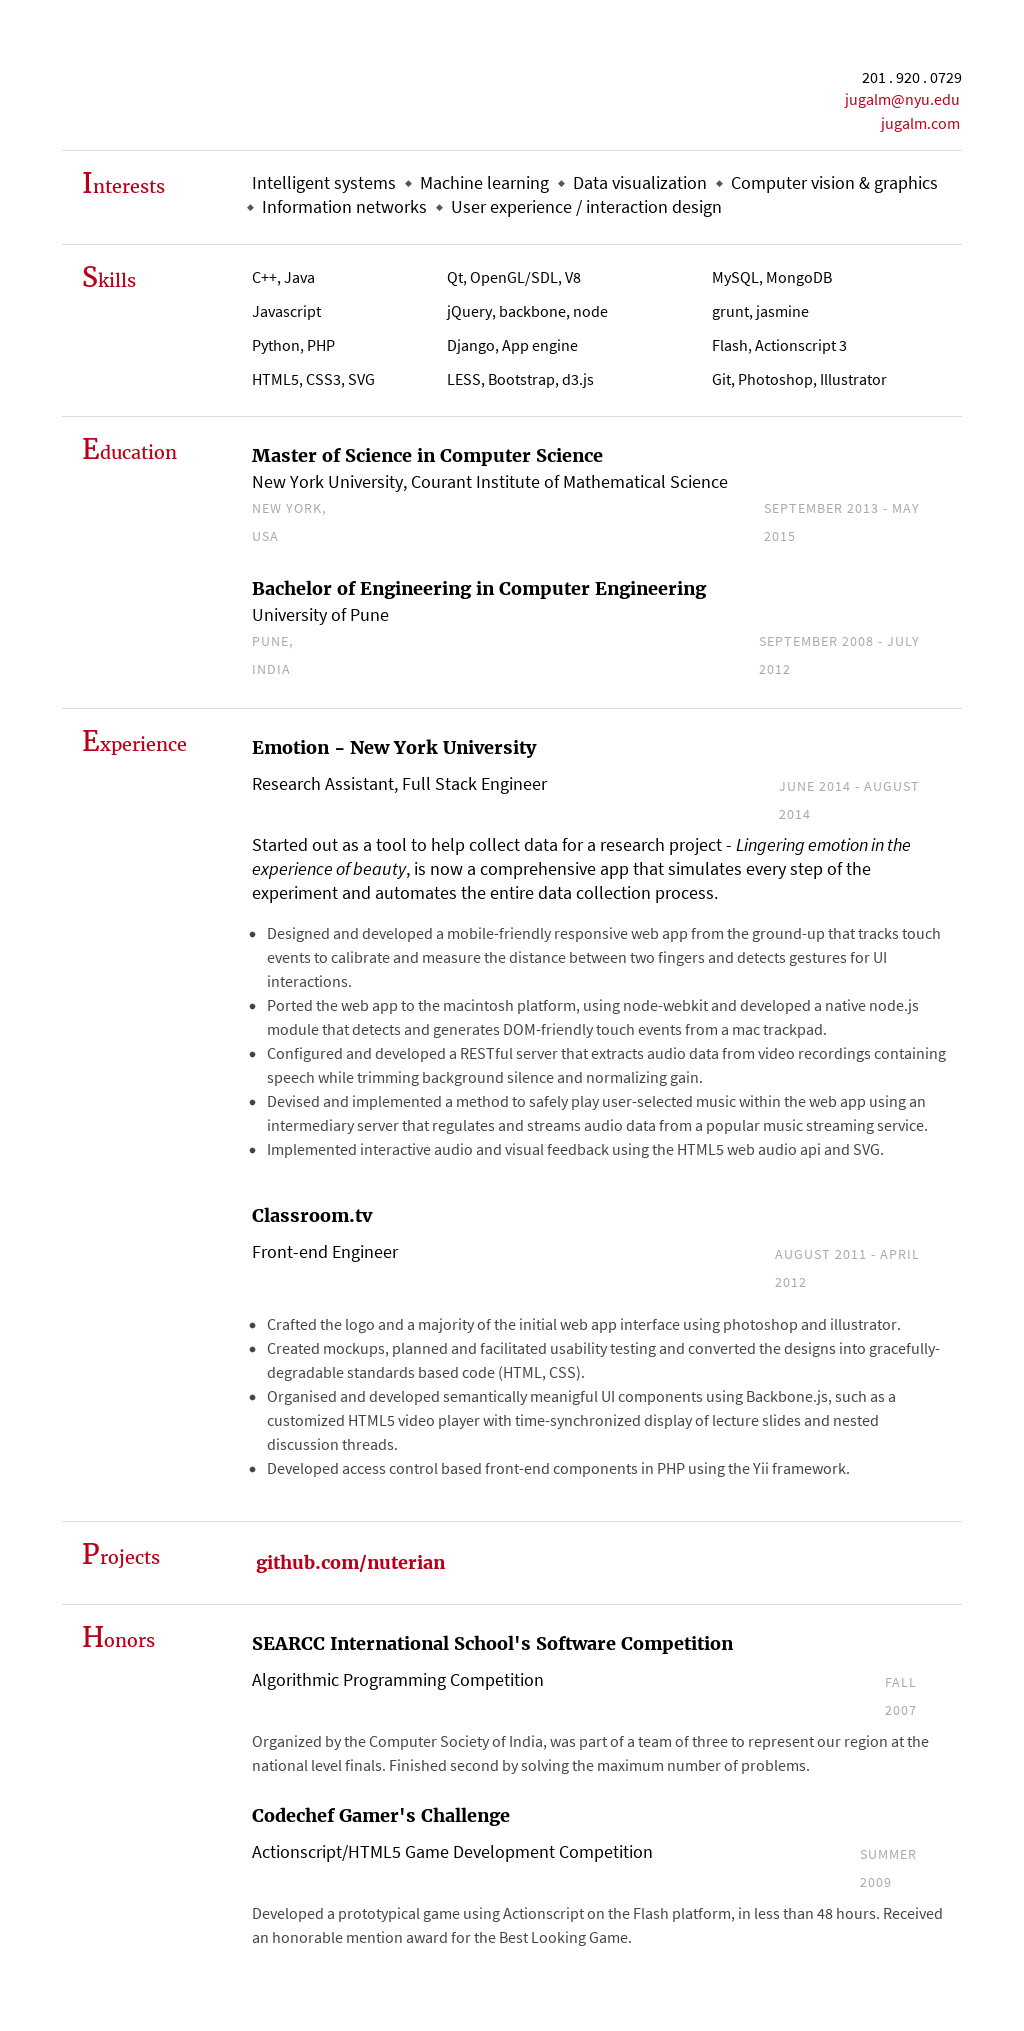 201 . 920 . 0729
jugalm@nyu.edu
jugalm.com
Interests
Intelligent systems ◆ Machine learning ◆ Data visualization ◆ Computer vision & graphics
◆ Information networks ◆ User experience / interaction design
Skills
C++, Java Qt, OpenGL/SDL, V8 MySQL, MongoDB
Javascript jQuery, backbone, node grunt, jasmine
Python, PHP Django, App engine Flash, Actionscript 3
HTML5, CSS3, SVG LESS, Bootstrap, d3.js Git, Photoshop, Illustrator
Education
Master of Science in Computer Science
New York University, Courant Institute of Mathematical Science
NEW YORK, SEPTEMBER 2013 - MAY
USA 2015
Bachelor of Engineering in Computer Engineering
University of Pune
PUNE, SEPTEMBER 2008 - JULY
INDIA 2012
Experience
Emotion - New York University
Research Assistant, Full Stack Engineer JUNE 2014 - AUGUST
2014
Started out as a tool to help collect data for a research project - Lingering emotion in the
experience of beauty, is now a comprehensive app that simulates every step of the
experiment and automates the entire data collection process.
• Designed and developed a mobile-friendly responsive web app from the ground-up that tracks touch
events to calibrate and measure the distance between two fingers and detects gestures for UI
interactions.
• Ported the web app to the macintosh platform, using node-webkit and developed a native node.js
module that detects and generates DOM-friendly touch events from a mac trackpad.
• Configured and developed a RESTful server that extracts audio data from video recordings containing
speech while trimming background silence and normalizing gain.
• Devised and implemented a method to safely play user-selected music within the web app using an
intermediary server that regulates and streams audio data from a popular music streaming service.
• Implemented interactive audio and visual feedback using the HTML5 web audio api and SVG.
Classroom.tv
Front-end Engineer AUGUST 2011 - APRIL
2012
• Crafted the logo and a majority of the initial web app interface using photoshop and illustrator.
• Created mockups, planned and facilitated usability testing and converted the designs into gracefully-
degradable standards based code (HTML, CSS).
• Organised and developed semantically meanigful UI components using Backbone.js, such as a
customized HTML5 video player with time-synchronized display of lecture slides and nested
discussion threads.
• Developed access control based front-end components in PHP using the Yii framework.
Projects
github.com/nuterian
Honors
SEARCC International School's Software Competition
Algorithmic Programming Competition FALL
2007
Organized by the Computer Society of India, was part of a team of three to represent our region at the
national level finals. Finished second by solving the maximum number of problems.
Codechef Gamer's Challenge
Actionscript/HTML5 Game Development Competition SUMMER
2009
Developed a prototypical game using Actionscript on the Flash platform, in less than 48 hours. Received
an honorable mention award for the Best Looking Game.